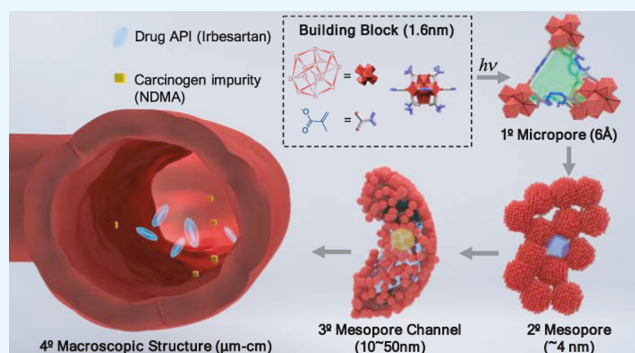 Drug API (Irbesartan)
Carcinogen impurity
(NDMA)
Building Block (1.6nm)
=
=
hν
1º Micropore (6Å)
2º Mesopore
(~4 nm)
3º Mesopore Channel
(10~50nm)
4º Macroscopic Structure (μm-cm)